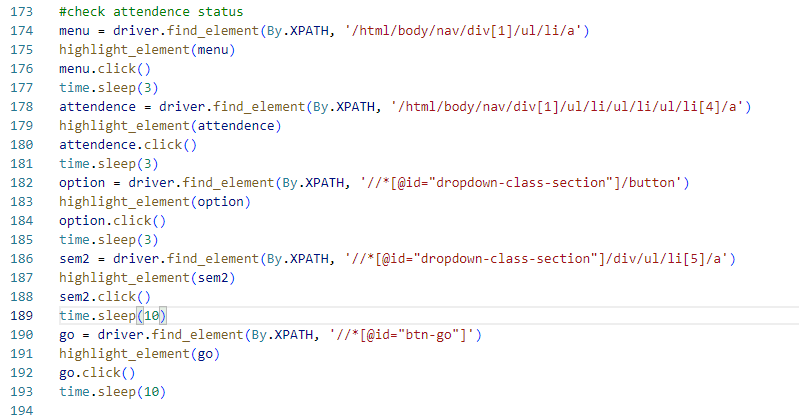 173 #check attendence status
174 menu = driver.find_element(By.XPATH, '/html/body/nav/div[1]/ul/li/a')
175 highlight_element(menu)
176 menu.click()
177 time.sleep(3)
178 attendence = driver.find_element(By.XPATH, '/html/body/nav/div[1]/ul/li/ul/li/ul/li[4]/a')
179 highlight_element(attendence)
180 attendence.click()
181 time.sleep(3)
182 option = driver.find_element(By.XPATH, '//*[@id="dropdown-class-section"]/button')
183 highlight_element(option)
184 option.click()
185 time.sleep(3)
186 sem2 = driver.find_element(By.XPATH, '//*[@id="dropdown-class-section"]/div/ul/li[5]/a')
187 highlight_element(sem2)
188 sem2.click()
189 time.sleep(10)
190 go = driver.find_element(By.XPATH, '//*[@id="btn-go"]')
191 highlight_element(go)
192 go.click()
193 time.sleep(10)
194